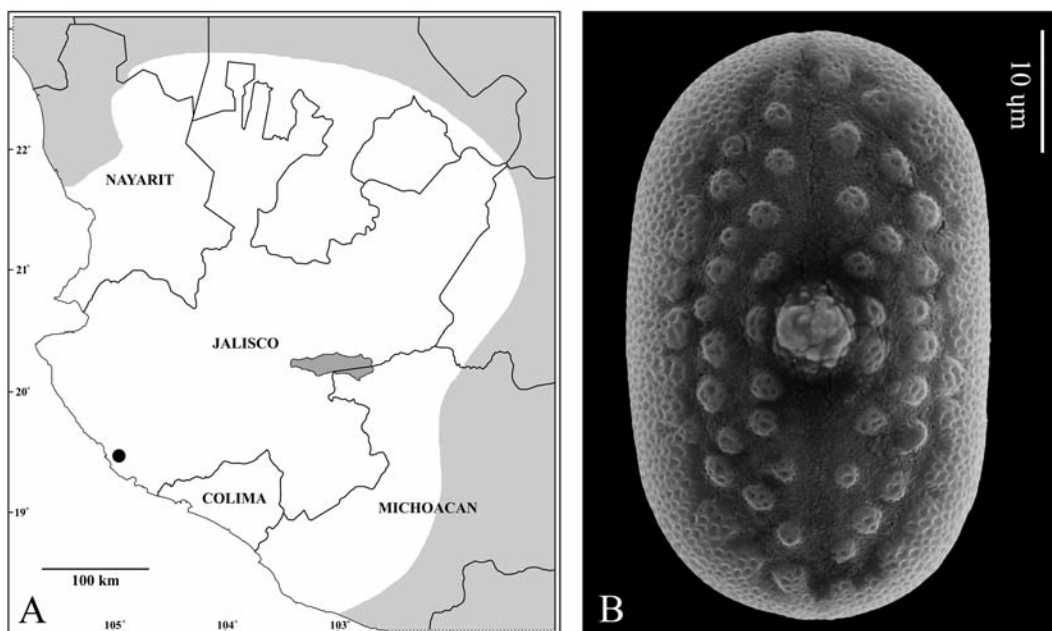 22°
NAYARIT
21°
JALISCO
20°
COLIMA
MICHOACAN
19°
100 km
A
105° 104° 103°
10 µm
B